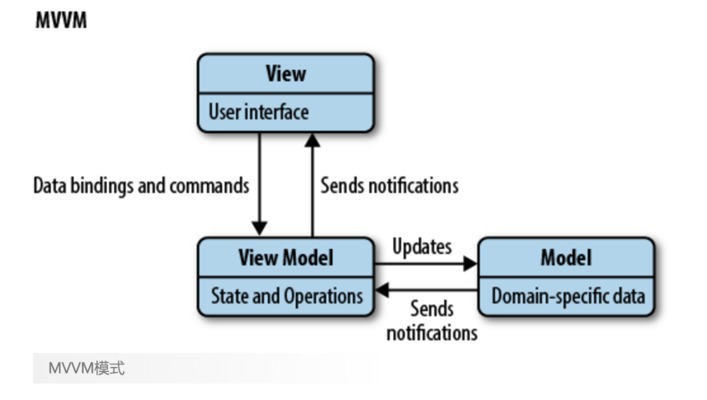 MVVM
View
User interface
Data bindings and commands
Sends notifications
View Model
State and Operations
Updates
Model
Domain-specific data
Sends
notifications
MVVM模式